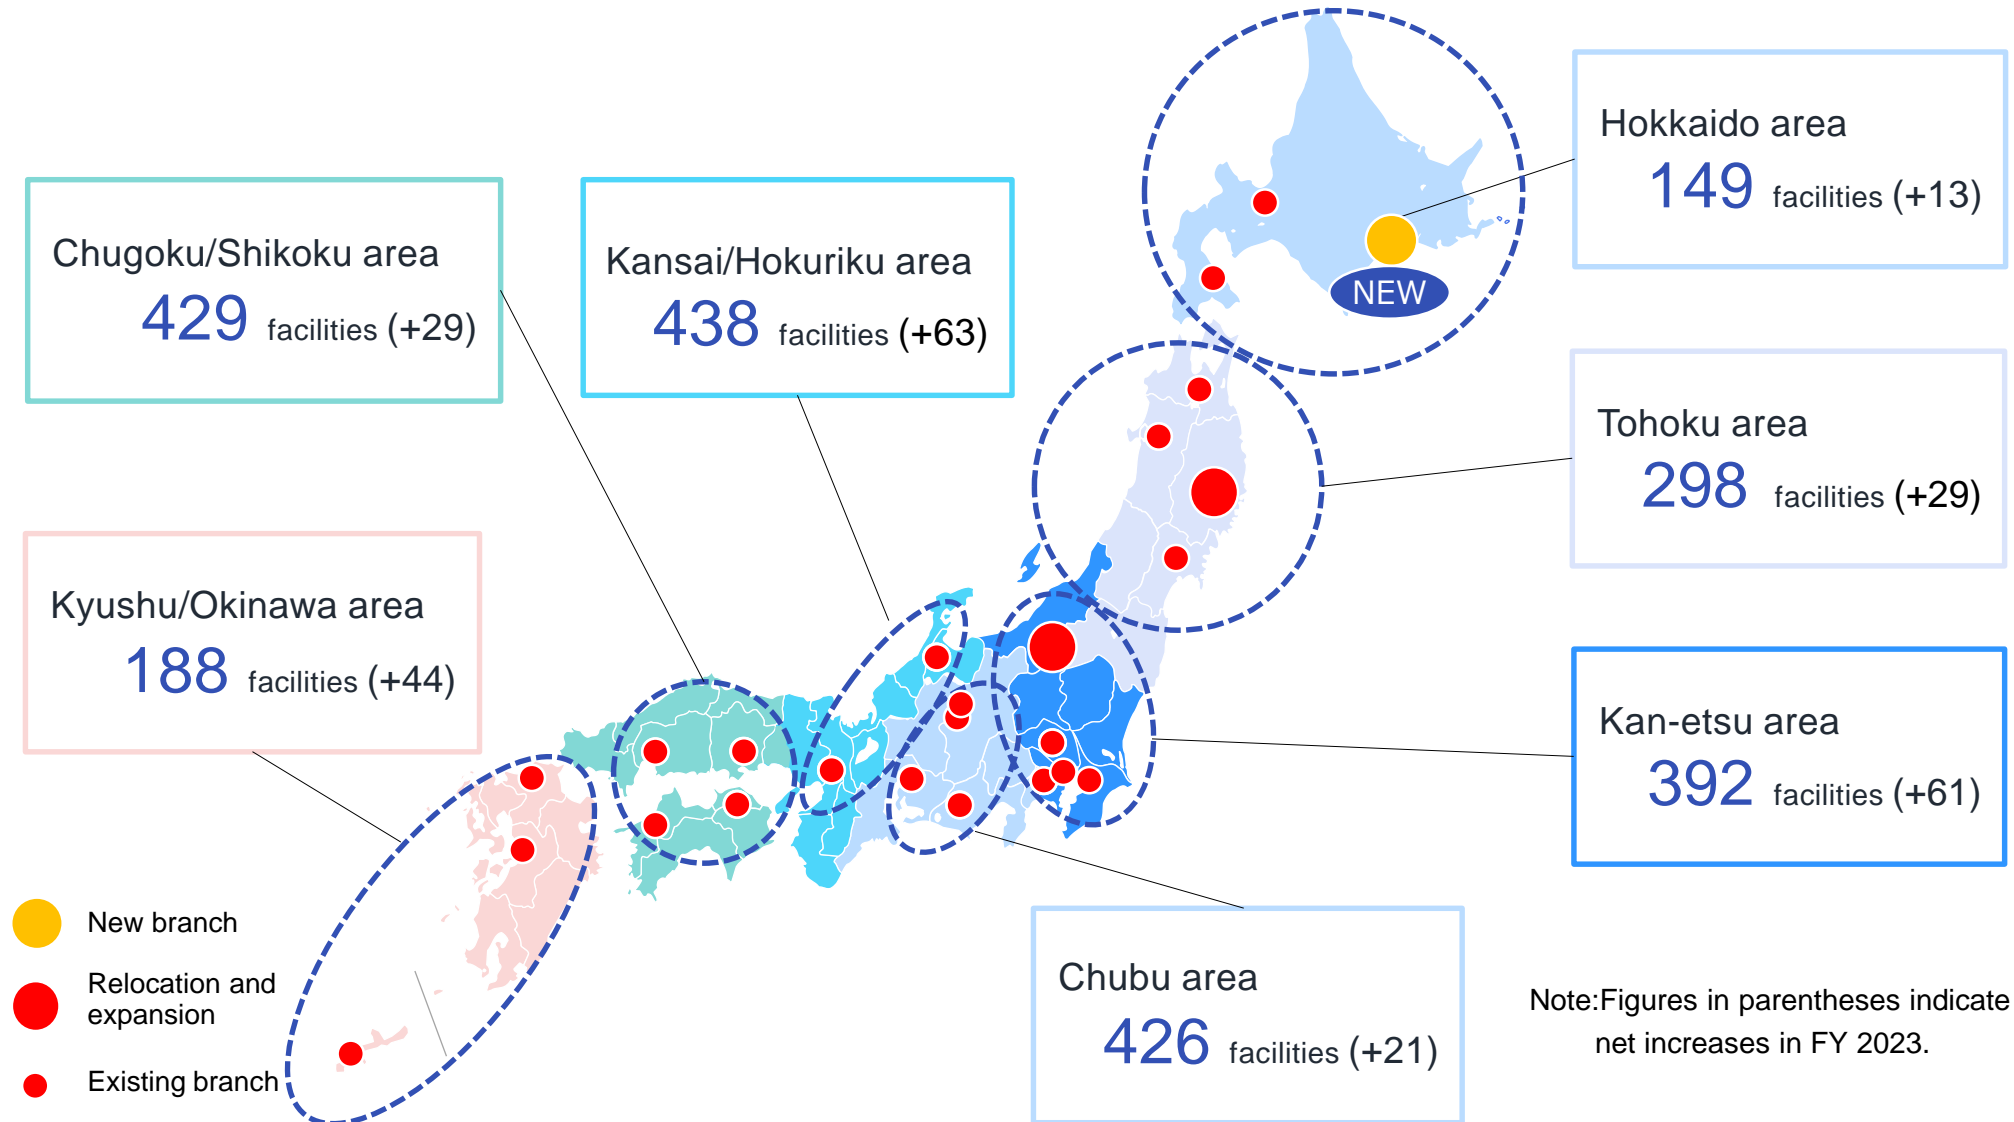 Hokkaido area
149 facilities (+13)
NEW
Chugoku/Shikoku area
429 facilities (+29)
Kansai/Hokuriku area
438 facilities (+63)
Tohoku area
298 facilities (+29)
Kyushu/Okinawa area
188 facilities (+44)
Kan-etsu area
392 facilities (+61)
Chubu area
426 facilities (+21)
New branch
Relocation and
expansion
Existing branch
Note:Figures in parentheses indicate
net increases in FY 2023.